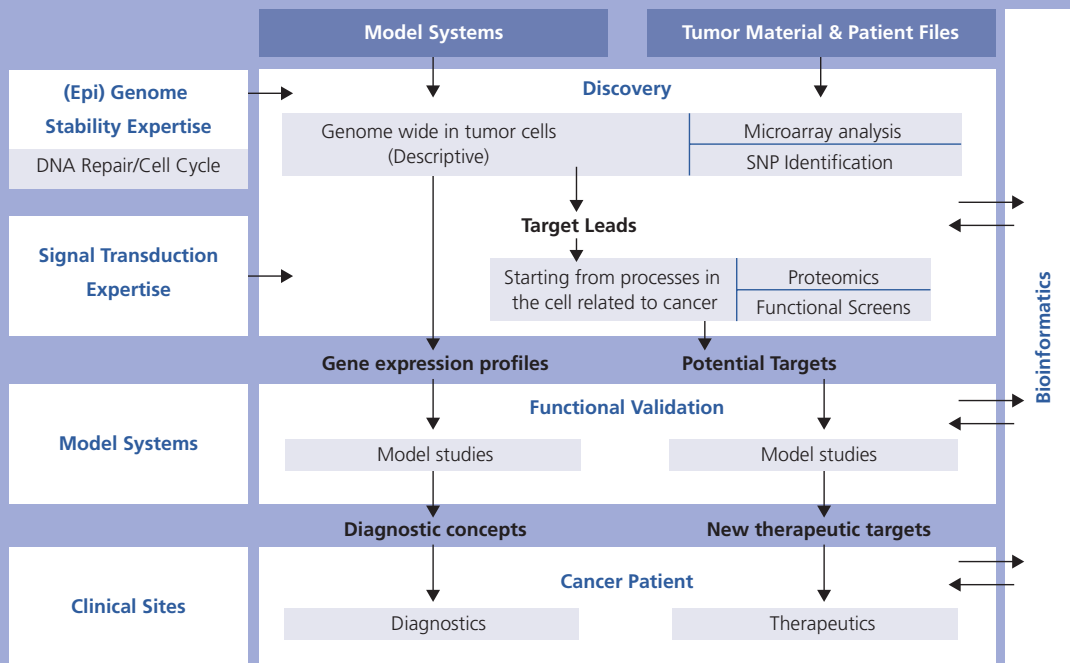 Model Systems
Tumor Material & Patient Files
(Epi) Genome
Stability Expertise
DNA Repair/Cell Cycle
Discovery
Genome wide in tumor cells
(Descriptive)
Microarray analysis
SNP Identification
Target Leads
Signal Transduction
Expertise
Starting from processes in
the cell related to cancer
Proteomics
Functional Screens
Bioinformatics
Gene expression profiles
Potential Targets
Model Systems
Functional Validation
Model studies
Model studies
Diagnostic concepts
New therapeutic targets
Clinical Sites
Cancer Patient
Diagnostics
Therapeutics